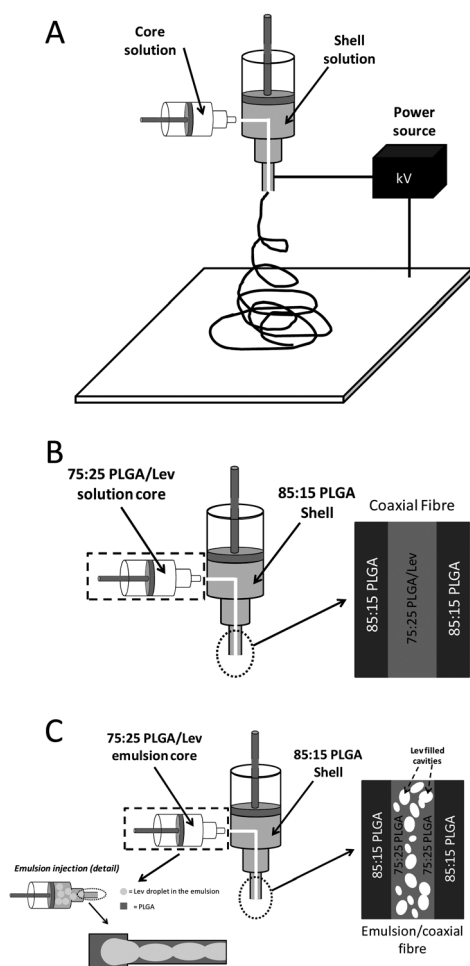 A
Core
solution
Shell
solution
Power
source
kV
B
75:25 PLGA/Lev
solution core
85:15 PLGA
Shell
Coaxial Fibre
85:15 PLGA
75:25 PLGA/Lev
85:15 PLGA
C
75:25 PLGA/Lev
emulsion core
85:15 PLGA
Shell
Lev filled
cavities
85:15 PLGA
75:25 PLGA
75:25 PLGA
85:15 PLGA
Emulsion/coaxial
fibre
Emulsion injection (detail)
= Lev droplet in the emulsion
= PLGA